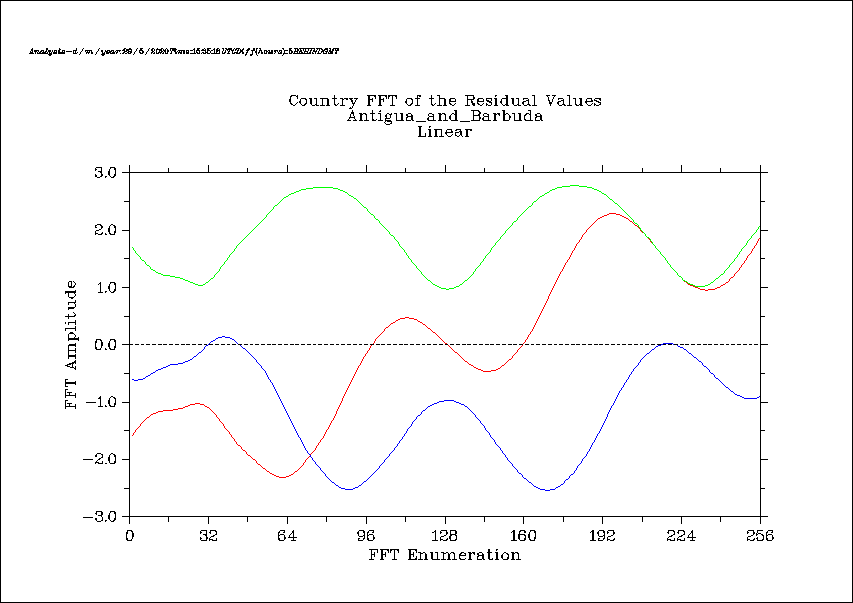 Country FFT of the Residual Values
Antigua_and_Barbuda
Linear
3.0
2.0
1.0
0.0
-1.0
-2.0
-3.0
FFT Amplitude
0 32 64 96 128 160 192 224 256
FFT Enumeration